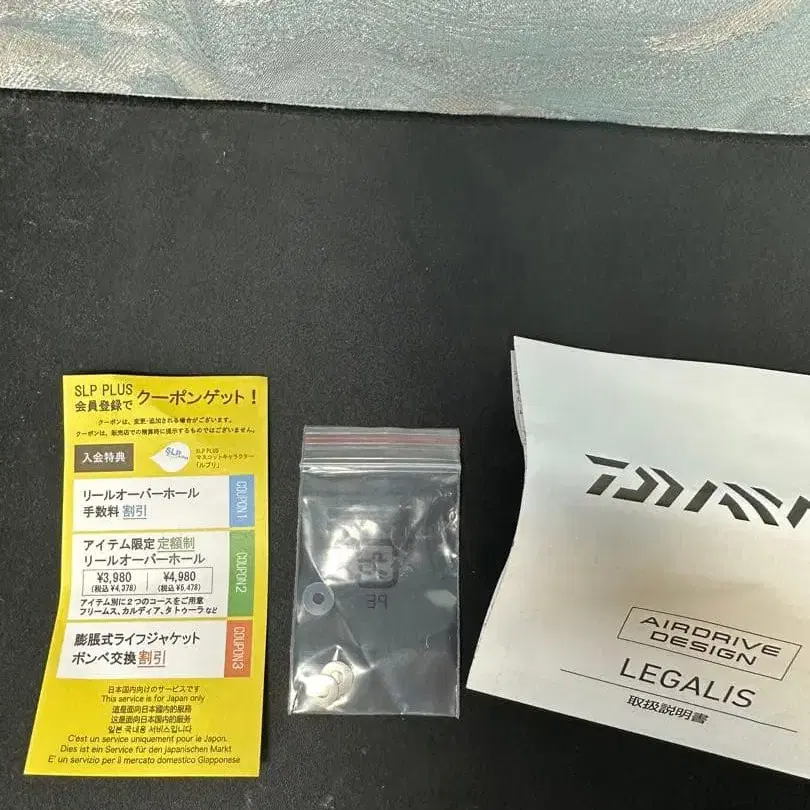 SLP PLUS
会員登録で クーポンゲット！
クーポンは、変更・追加される場合がございます。
クーポンは、販売店での精算時に提示するものではございません。
入会特典
SLP PLUS
マスコットキャラクター
「ルプリ」
リールオーバーホール
手数料 割引
COUPON 1
アイテム限定 定額制
リールオーバーホール
¥3,980 ¥4,980
(税込 ¥4,378) (税込 ¥5,478)
アイテム別に2つのコースをご用意
フリームス、カルディア、タトゥーラ など
COUPON 2
膨脹式ライフジャケット
ボンベ交換 割引
COUPON 3
日本国内向けのサービスです
This service is for Japan only
這是面向日本國內的服務
这是面向日本国内的服务
일본 국내용 서비스입니다
C'est un service uniquement pour le Japon.
Dies ist ein Service für den japanischen Markt
E' un servizio per il mercato domestico Giapponese
39
DAIWA
AIRDRIVE
DESIGN
LEGALIS
取扱説明書